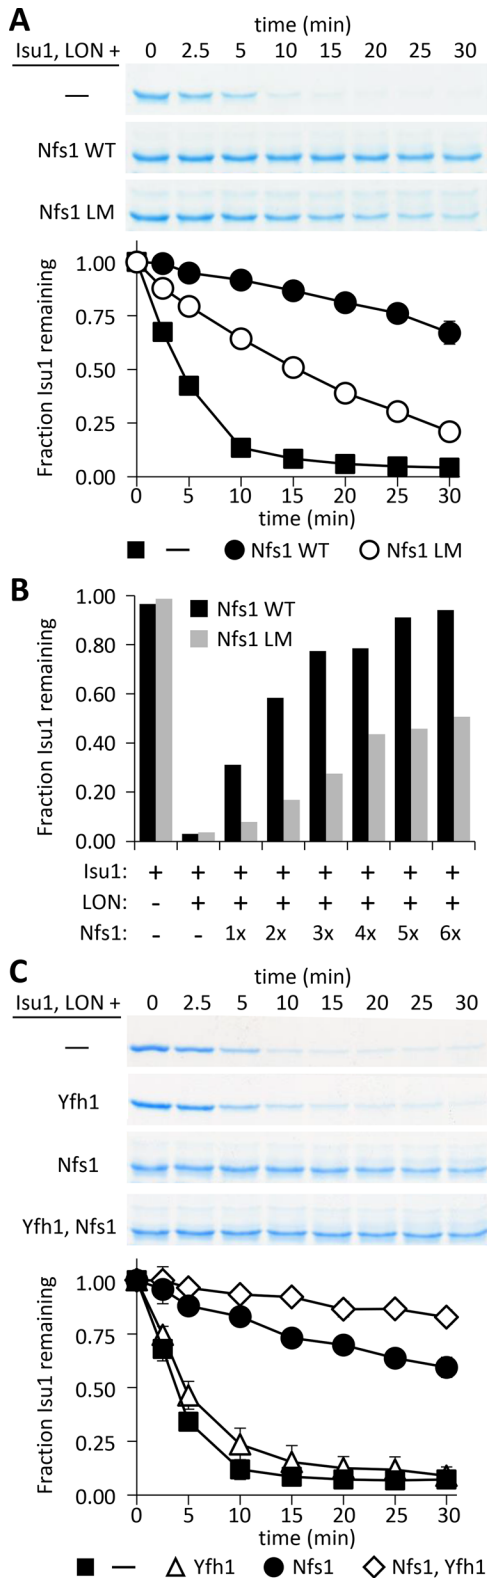 A
time (min)
Isu1, LON + 0 2.5 5 10 15 20 25 30
—
Nfs1 WT
Nfs1 LM
Fraction Isu1 remaining
1.00
0.75
0.50
0.25
0.00
0 5 10 15 20 25 30
time (min)
— Nfs1 WT Nfs1 LM
B
Fraction Isu1 remaining
1.00
0.80
0.60
0.40
0.20
0.00
Nfs1 WT
Nfs1 LM
Isu1: + + + + + + + +
LON: - + + + + + + +
Nfs1: - - 1x 2x 3x 4x 5x 6x
C
time (min)
Isu1, LON + 0 2.5 5 10 15 20 25 30
—
Yfh1
Nfs1
Yfh1, Nfs1
Fraction Isu1 remaining
1.00
0.75
0.50
0.25
0.00
0 5 10 15 20 25 30
time (min)
— Yfh1 Nfs1 Nfs1, Yfh1